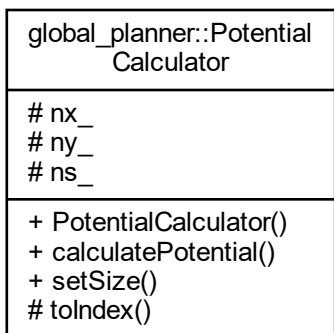 global_planner::Potential
Calculator
# nx_
# ny_
# ns_
+ PotentialCalculator()
+ calculatePotential()
+ setSize()
# toIndex()